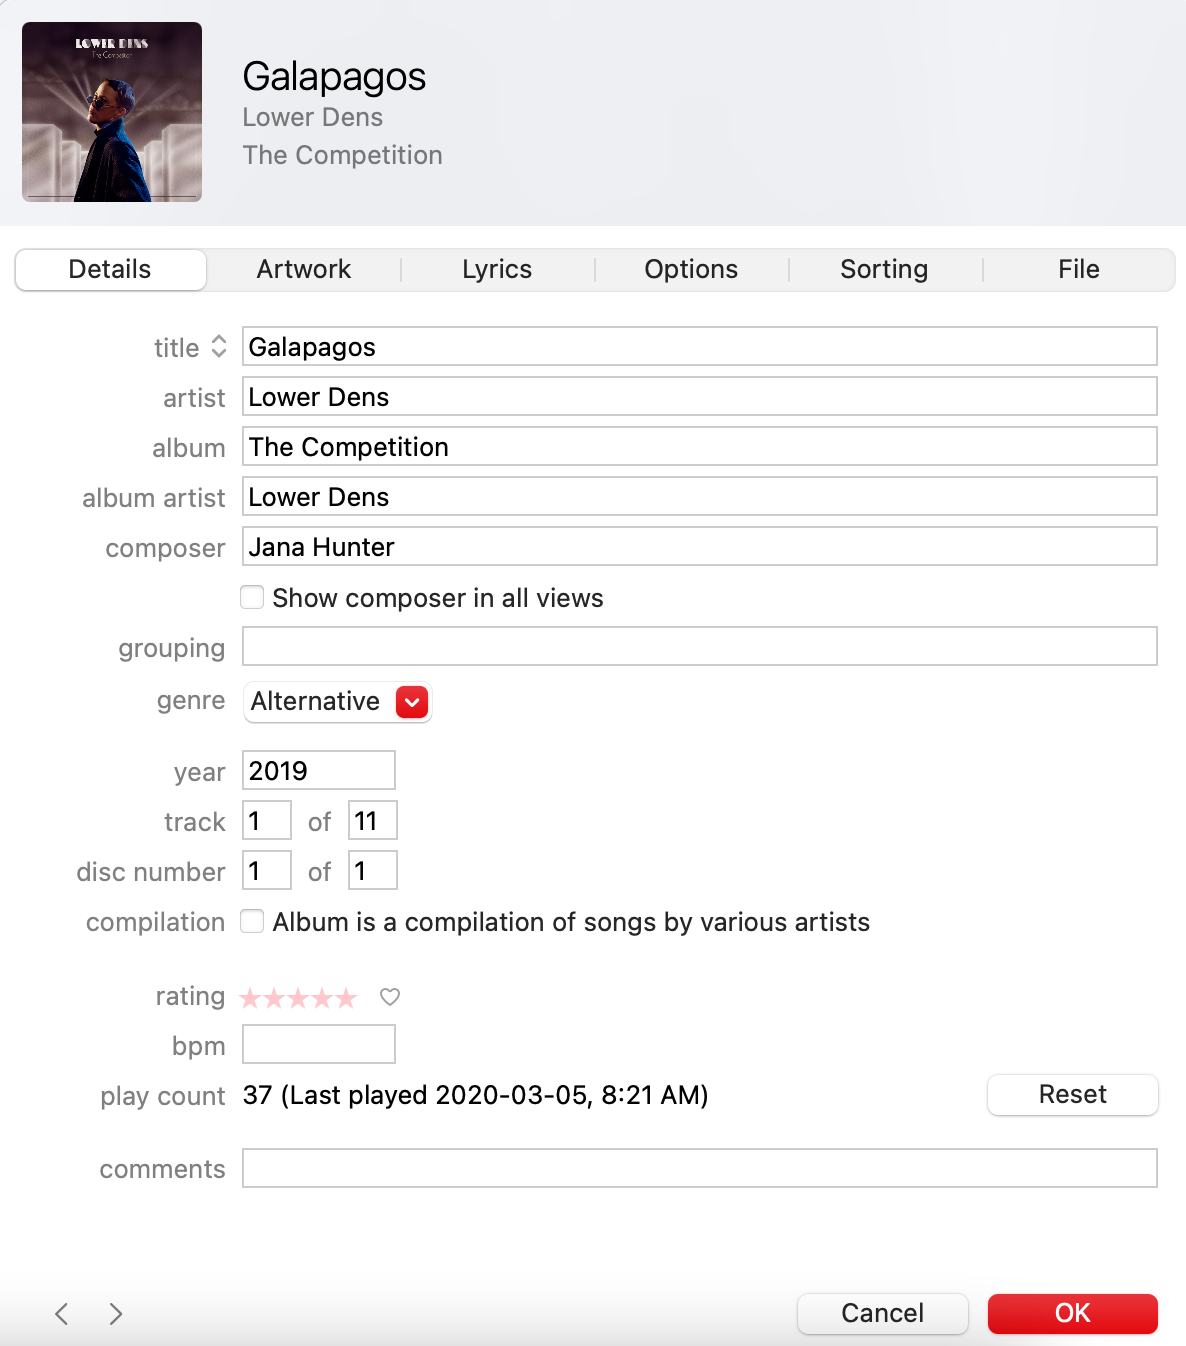 LOWER DENS
The Competition
Galapagos
Lower Dens
The Competition
Details Artwork Lyrics Options Sorting File
title Galapagos
artist Lower Dens
album The Competition
album artist Lower Dens
composer Jana Hunter
Show composer in all views
grouping
genre Alternative
year 2019
track 1 of 11
disc number 1 of 1
compilation Album is a compilation of songs by various artists
rating
bpm
play count 37 (Last played 2020-03-05, 8:21 AM) Reset
comments
Cancel OK